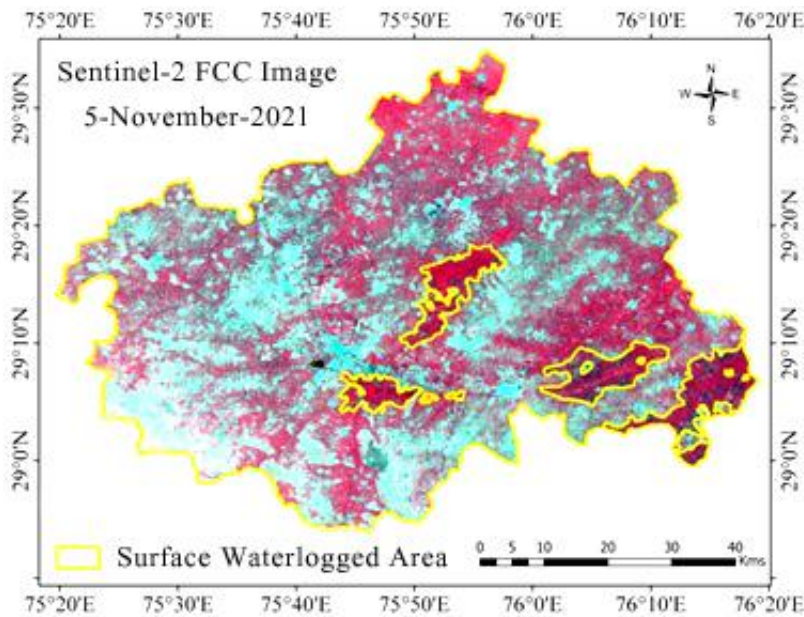 75°20'E 75°30'E 75°40'E 75°50'E 76°0'E 76°10'E 76°20'E
Sentinel-2 FCC Image
5-November-2021
N
W E
S
29°30'N 29°30'N
29°20'N 29°20'N
29°10'N 29°10'N
29°0'N 29°0'N
Surface Waterlogged Area
0 5 10 20 30 40
Kms
75°20'E 75°30'E 75°40'E 75°50'E 76°0'E 76°10'E 76°20'E